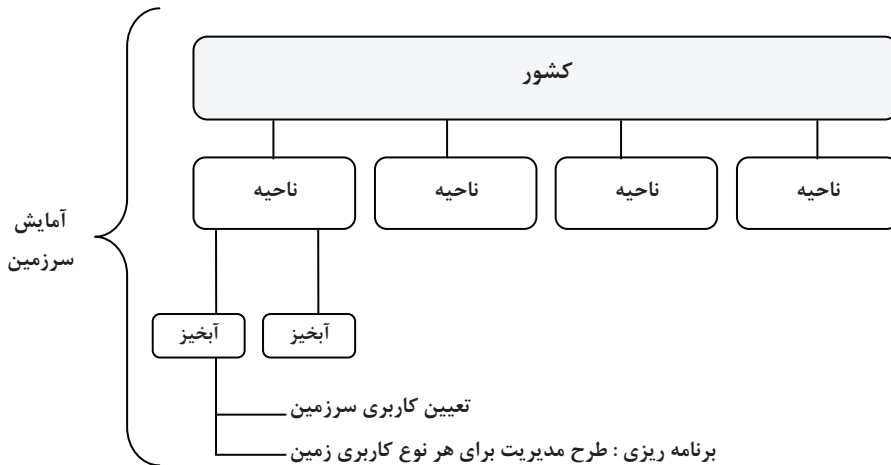 کشور
ناحیه
ناحیه
ناحیه
ناحیه
آمایش
سرزمین
آبخیز
آبخیز
تعیین کاربری سرزمین
برنامه ریزی : طرح مدیریت برای هر نوع کاربری زمین